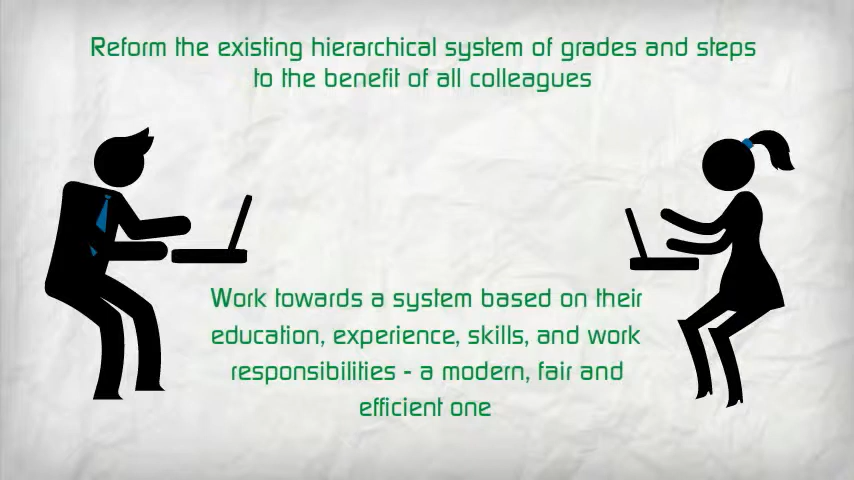 Reform the existing hierarchical system of grades and steps
to the benefit of all colleagues
Work towards a system based on their
education, experience, skills, and work
responsibilities - a modern, fair and
efficient one